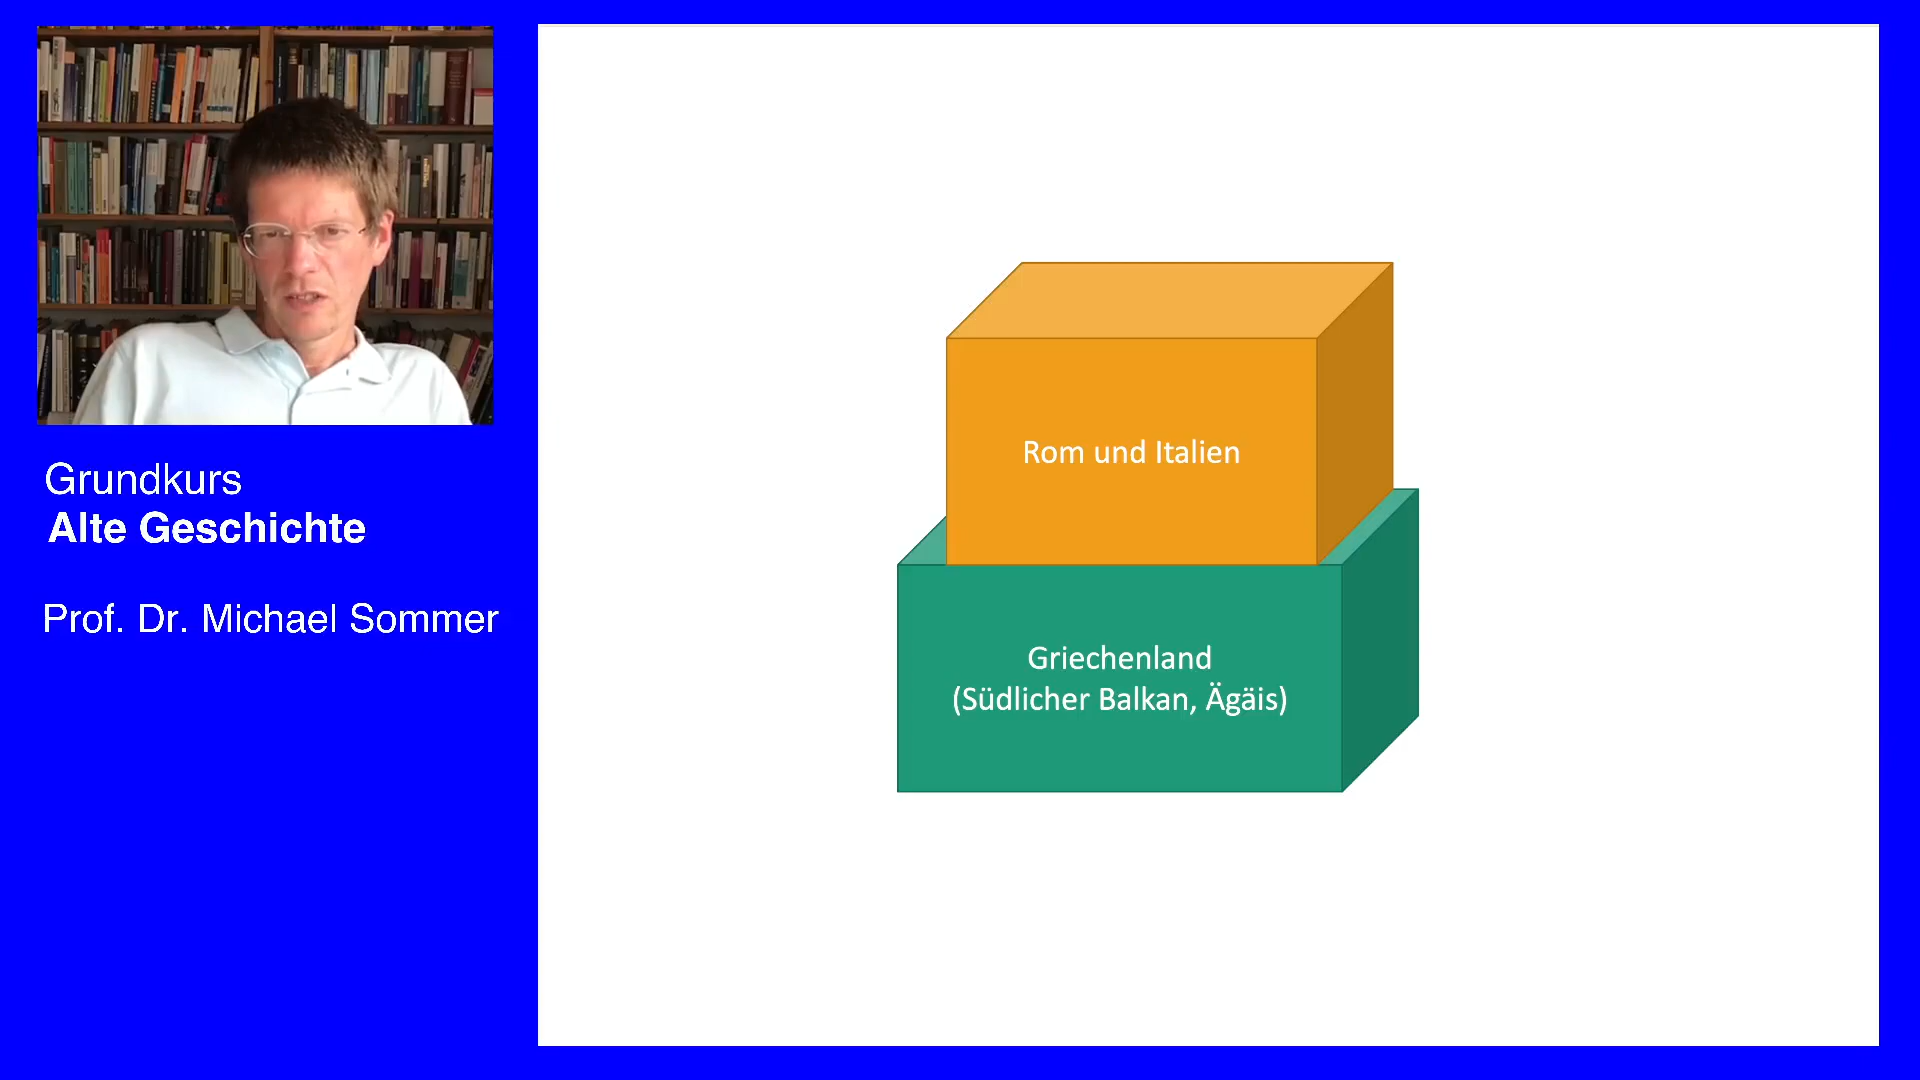 Grundkurs
Alte Geschichte
Prof. Dr. Michael Sommer
Rom und Italien
Griechenland
(Südlicher Balkan, Ägäis)